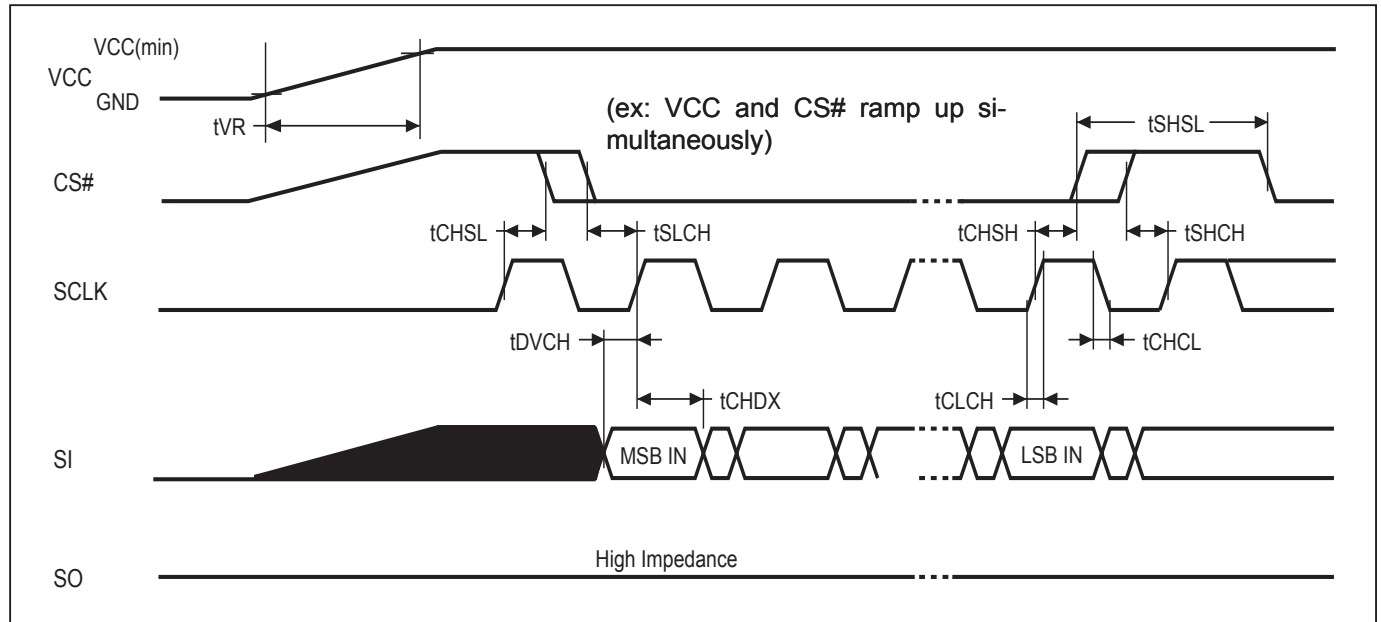 VCC(min)
VCC
GND
tVR
(ex: VCC and CS# ramp up si-
multaneously)
tSHSL
CS#
tCHSL
tSLCH
tCHSH
tSHCH
SCLK
tDVCH
tCHCL
tCHDX
tCLCH
SI
MSB IN
LSB IN
High Impedance
SO